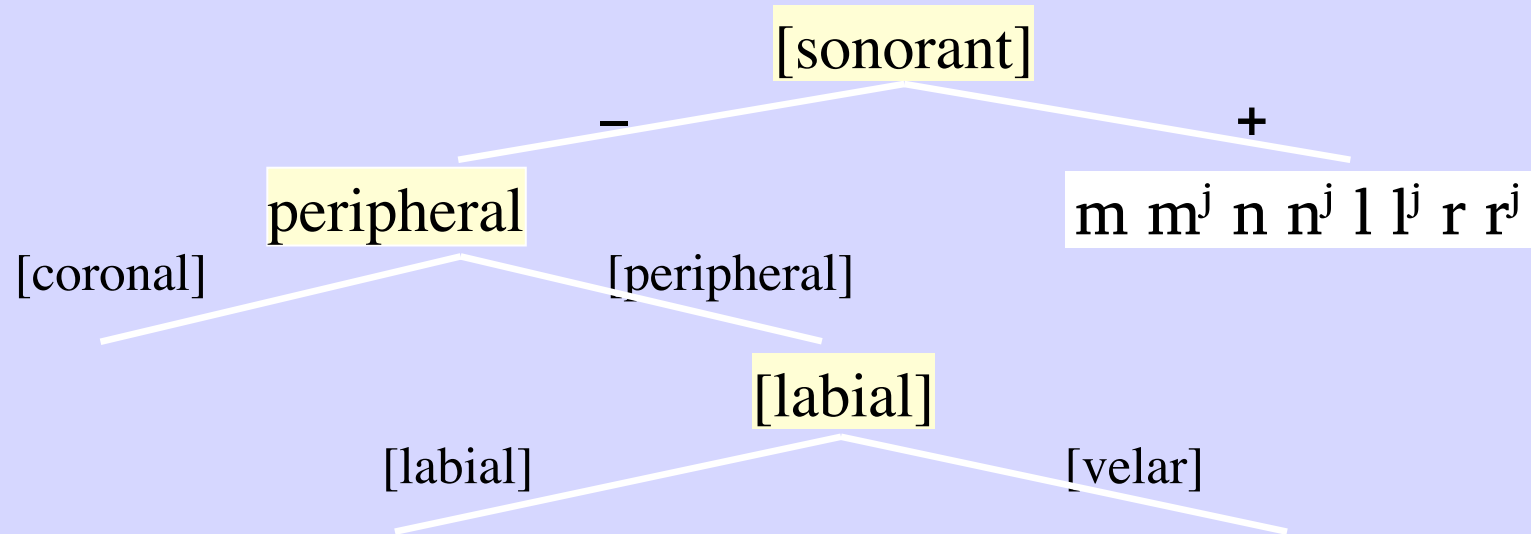 [sonorant]
– +
peripheral
m mʲ n nʲ l lʲ r rʲ
[coronal] [peripheral]
[labial]
[labial] [velar]